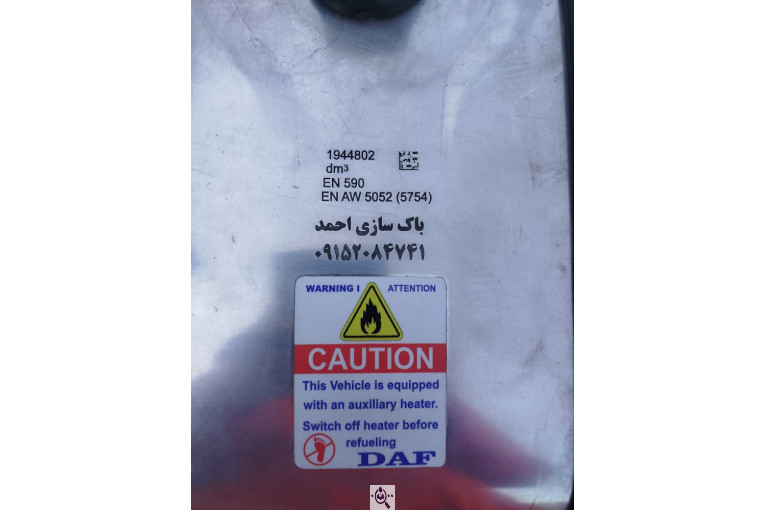 1944802
dm³
EN 590
EN AW 5052 (5754)
باک سازی احمد
۰۹۱۵۲۰۸۴۷۴۱
WARNING ! ATTENTION
CAUTION
This Vehicle is equipped
with an auxiliary heater.
Switch off heater before
refueling
DAF